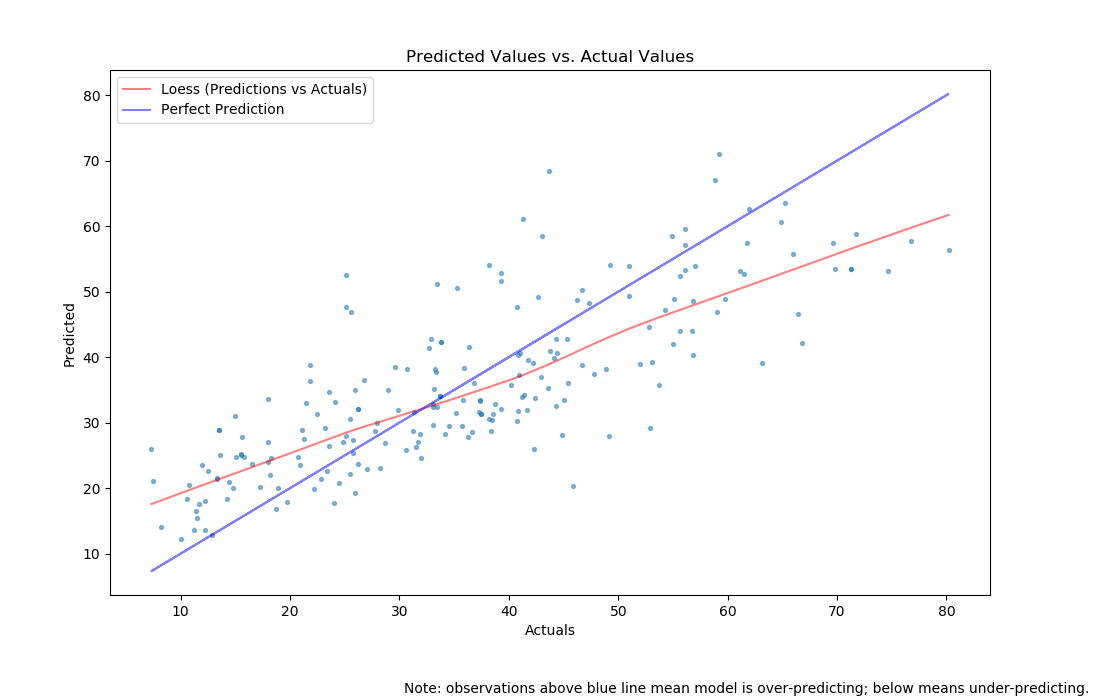 Predicted Values vs. Actual Values
Loess (Predictions vs Actuals)
Perfect Prediction
80
70
60
50
40
30
20
10
Predicted
10 20 30 40 50 60 70 80
Actuals
Note: observations above blue line mean model is over-predicting; below means under-predicting.